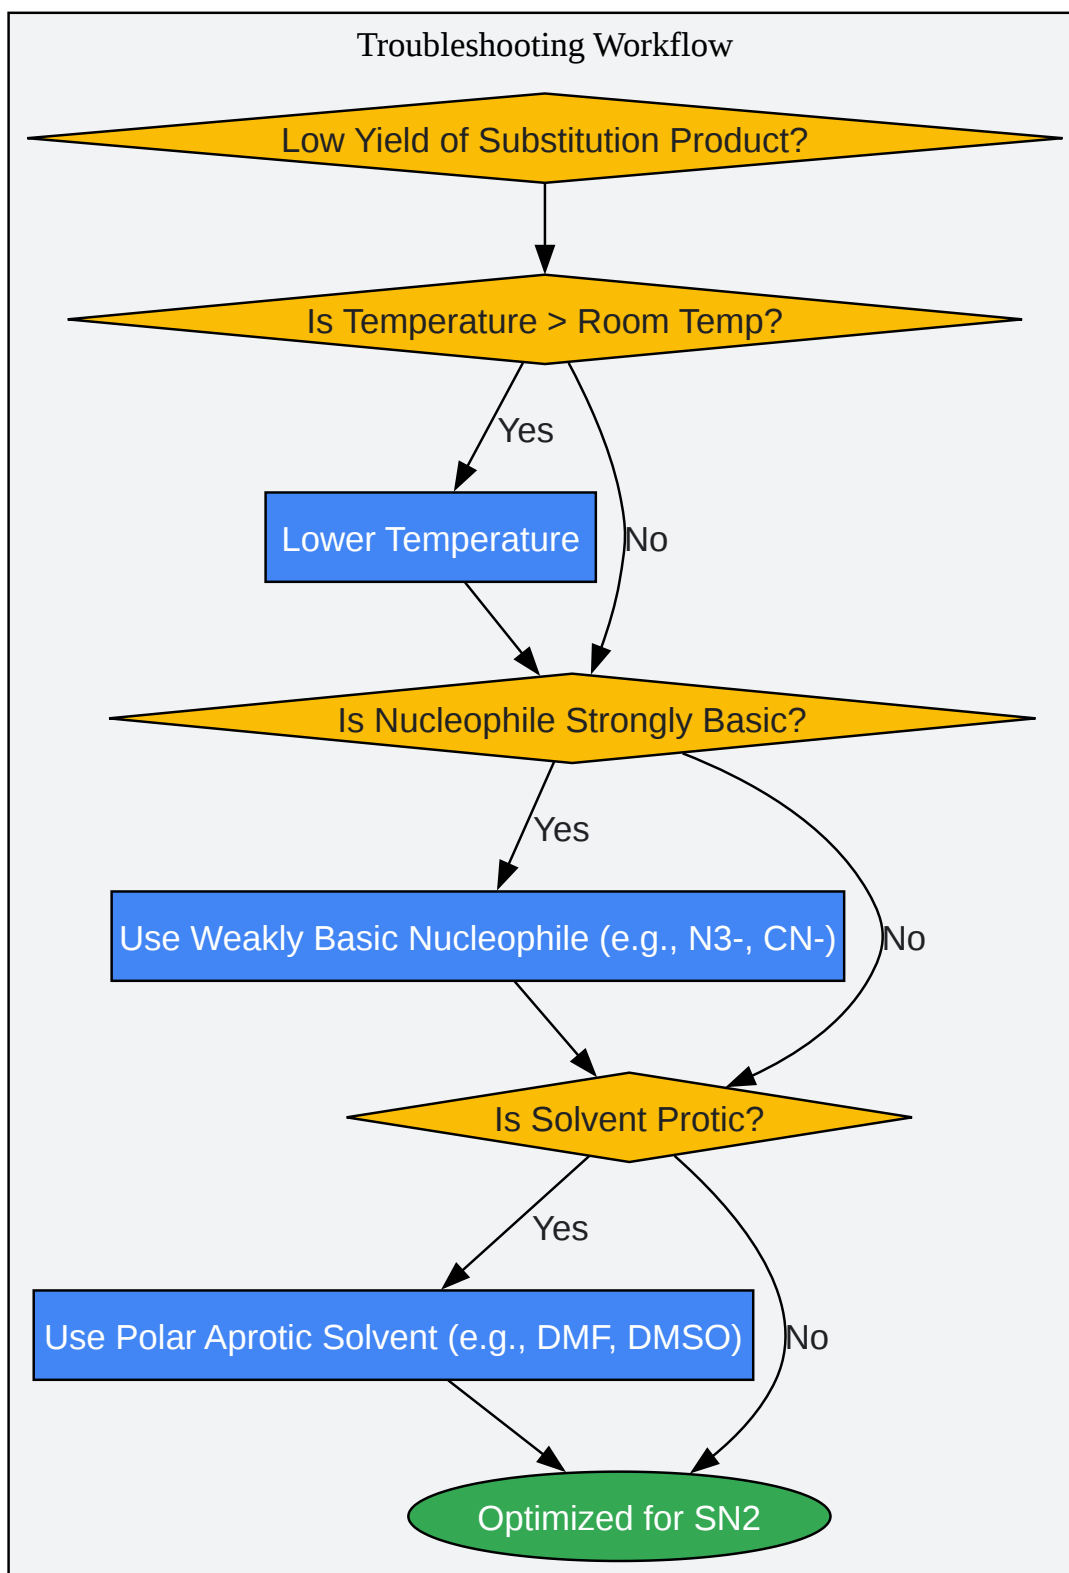 Troubleshooting Workflow
Low Yield of Substitution Product?
Is Temperature > Room Temp?
Yes
Lower Temperature
No
Is Nucleophile Strongly Basic?
Yes
Use Weakly Basic Nucleophile (e.g., N3-, CN-)
No
Is Solvent Protic?
Yes
Use Polar Aprotic Solvent (e.g., DMF, DMSO)
No
Optimized for SN2